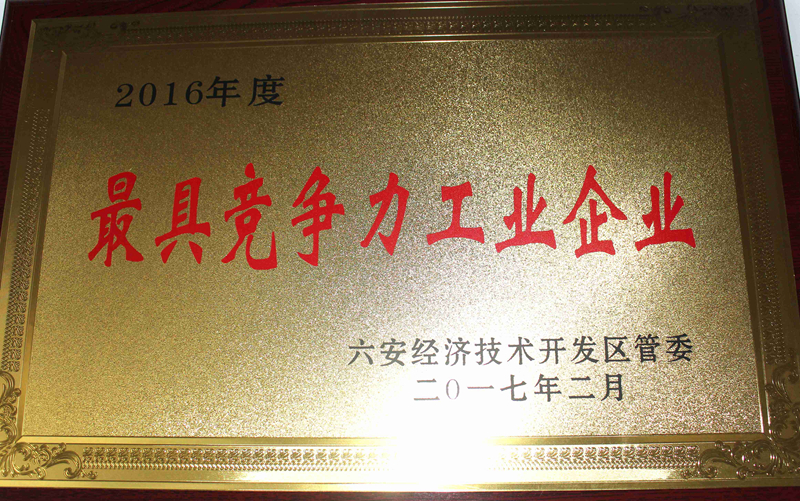 2016年度
最具竞争力工业企业
六安经济技术开发区管委
二0一七年二月